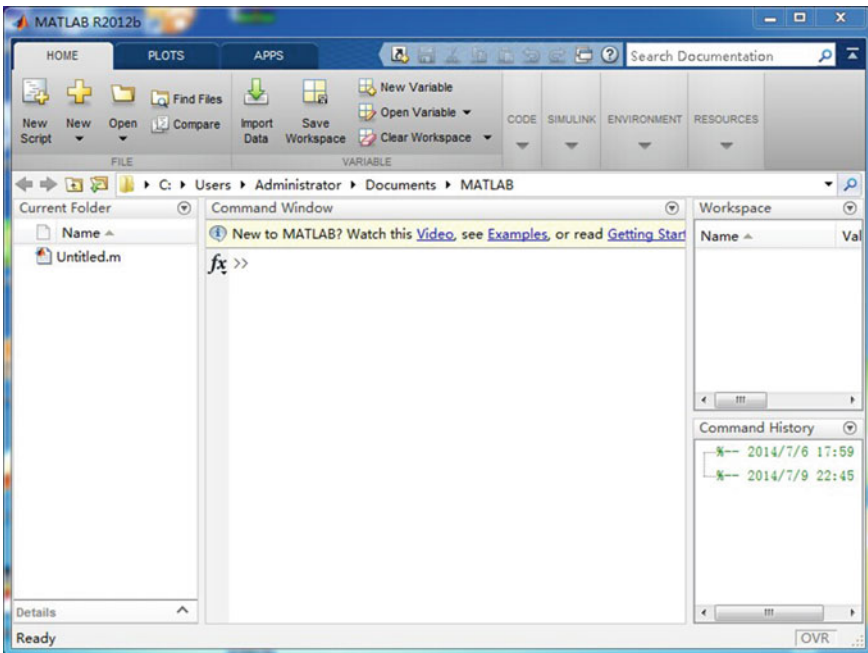 MATLAB R2012b
HOME PLOTS APPS Search Documentation
New Script New Open Find Files Compare Import Data Save Workspace New Variable Open Variable Clear Workspace CODE SIMULINK ENVIRONMENT RESOURCES
FILE VARIABLE
C: Users Administrator Documents MATLAB
Current Folder
Name
Untitled.m
Details
Command Window
New to MATLAB? Watch this Video, see Examples, or read Getting Start
fx >>
Workspace
Name Val
Command History
%-- 2014/7/6 17:59
%-- 2014/7/9 22:45
Ready OVR